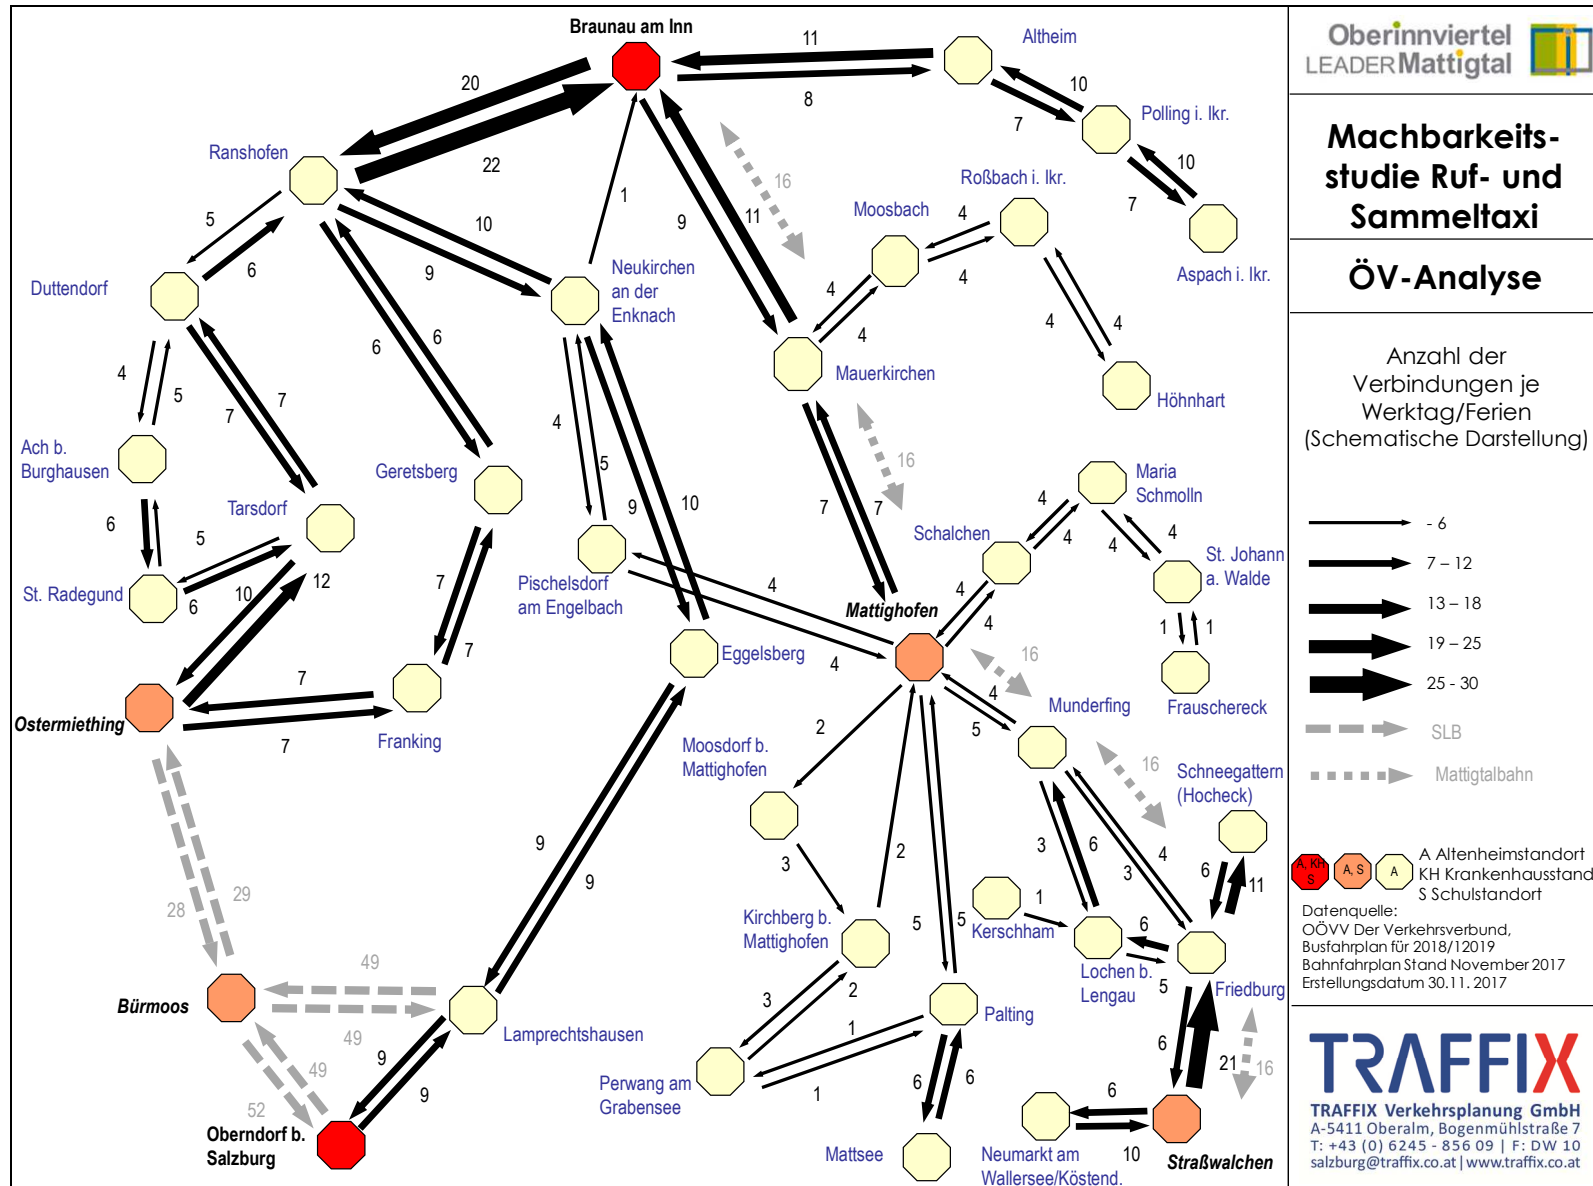 Braunau am Inn
11
Altheim
20
8
10
Polling i. Ikr.
Ranshofen
7
22
16
10
Roßbach i. Ikr.
1
7
5
10
9
11
Moosbach
4
6
9
4
Aspach i. Ikr.
Duttendorf
Neukirchen
an der
Enknach
4
4
4
6
6
4
Mauerkirchen
4
5
7
7
Höhnhart
4
Ach b.
Burghausen
Geretsberg
5
16
Maria
Schmolln
10
4
6
Tarsdorf
9
7
7
Schalchen
4
4
4
5
St. Johann
a. Walde
7
12
Pischelsdorf
am Engelbach
4
4
St. Radegund
6
10
Mattighofen
4
1
1
7
Eggelsberg
4
16
7
4
Frauschereck
Ostermiething
Munderfing
2
5
7
Franking
Moosdorf b.
Mattighofen
16
Schneegattern
(Hocheck)
9
3
2
3
6
4
3
6
9
11
29
28
Kirchberg b.
Mattighofen
5
5
1
Kerschham
6
49
Lochen b.
Lengau
5
Friedburg
Bürmoos
3
2
Palting
Lamprechtshausen
49
1
6
49
9
21
16
Perwang am
Grabensee
1
6
6
9
6
52
Oberndorf b.
Salzburg
Mattsee
Neumarkt am
Wallersee/Köstend.
10
Straßwalchen
Oberinnviertel
LEADER Mattigtal
Machbarkeits-
studie Ruf- und
Sammeltaxi
ÖV-Analyse
Anzahl der
Verbindungen je
Werktag/Ferien
(Schematische Darstellung)
- 6
7 – 12
13 – 18
19 – 25
25 - 30
SLB
Mattigtalbahn
A, KH
S
A, S
A
A Altenheimstandort
KH Krankenhausstand
S Schulstandort
Datenquelle:
OÖVV Der Verkehrsverbund,
Busfahrplan für 2018/12019
Bahnfahrplan Stand November 2017
Erstellungsdatum 30.11. 2017
TRAFFIX
TRAFFIX Verkehrsplanung GmbH
A-5411 Oberalm, Bogenmühlstraße 7
T: +43 (0) 6245 - 856 09 | F: DW 10
salzburg@traffix.co.at | www.traffix.co.at